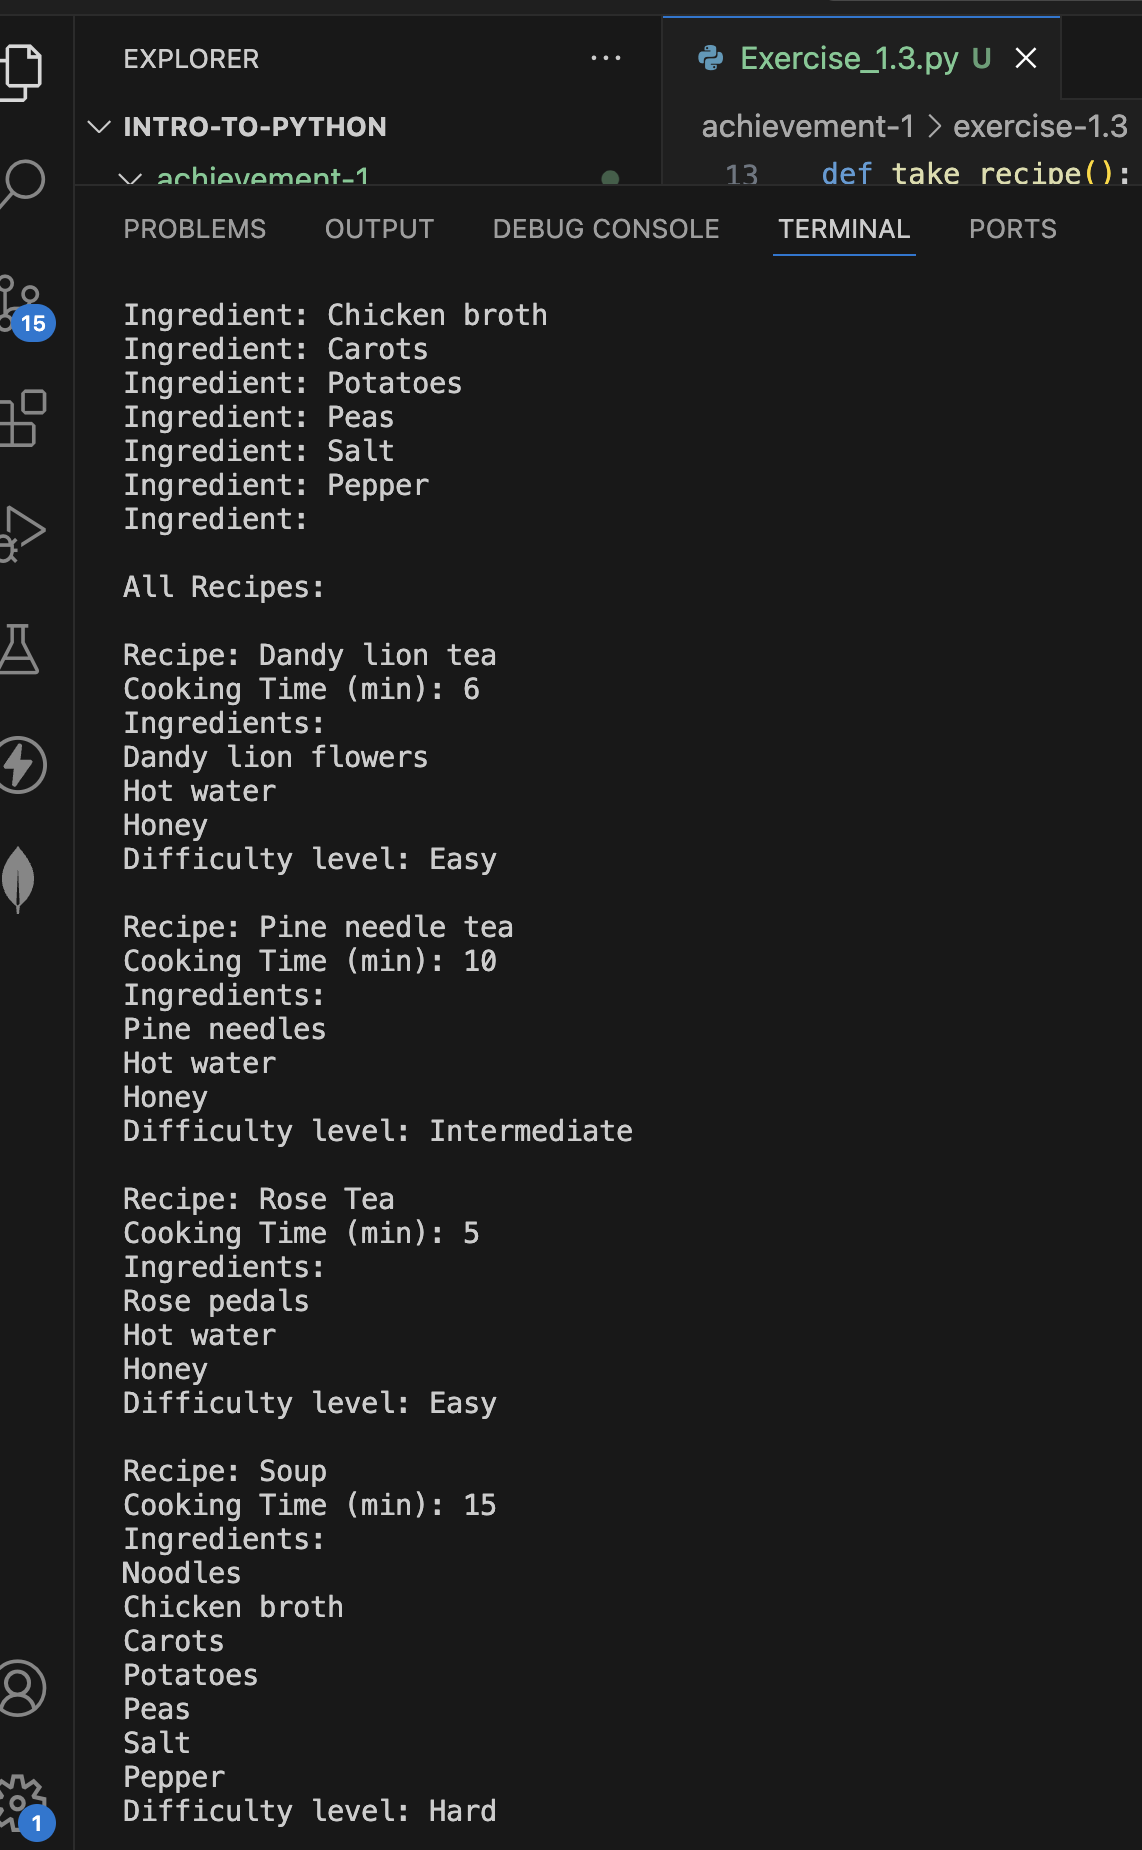 EXPLORER
...
Exercise_1.3.py U
INTRO-TO-PYTHON
achievement-1 > exercise-1.3
achievement-1
13 def take_recipe():
PROBLEMS OUTPUT DEBUG CONSOLE TERMINAL PORTS
15
Ingredient: Chicken broth
Ingredient: Carots
Ingredient: Potatoes
Ingredient: Peas
Ingredient: Salt
Ingredient: Pepper
Ingredient:
All Recipes:
Recipe: Dandy lion tea
Cooking Time (min): 6
Ingredients:
Dandy lion flowers
Hot water
Honey
Difficulty level: Easy
Recipe: Pine needle tea
Cooking Time (min): 10
Ingredients:
Pine needles
Hot water
Honey
Difficulty level: Intermediate
Recipe: Rose Tea
Cooking Time (min): 5
Ingredients:
Rose pedals
Hot water
Honey
Difficulty level: Easy
Recipe: Soup
Cooking Time (min): 15
Ingredients:
Noodles
Chicken broth
Carots
Potatoes
Peas
Salt
Pepper
Difficulty level: Hard
1